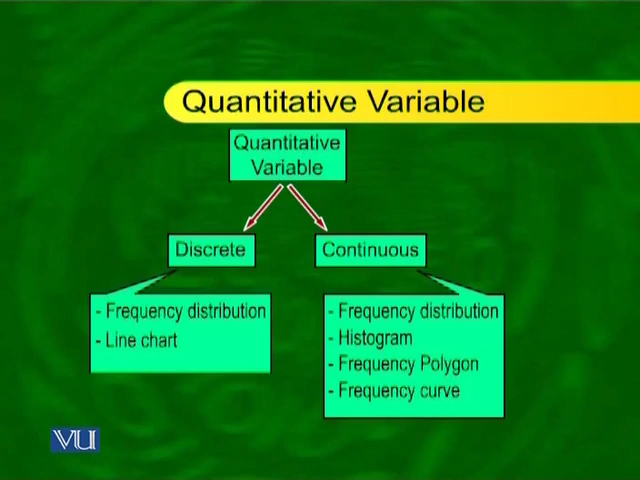 Quantitative Variable
Quantitative
Variable
Discrete
Continuous
- Frequency distribution
- Line chart
- Frequency distribution
- Histogram
- Frequency Polygon
- Frequency curve
VU